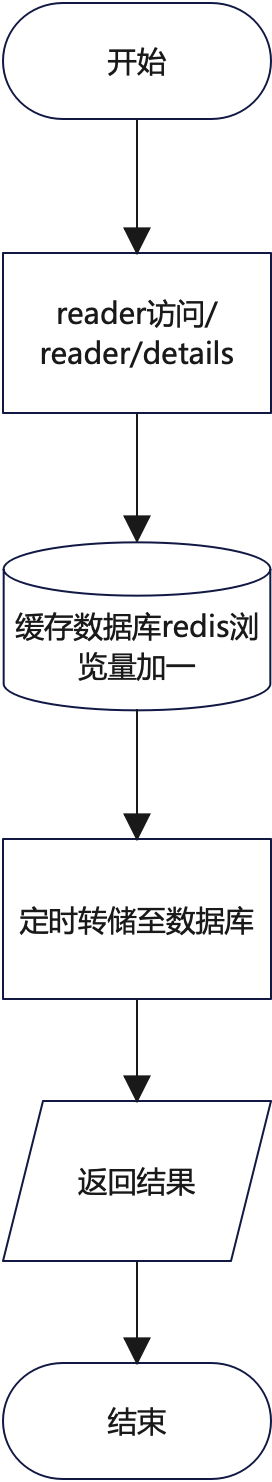 开始
reader访问/
reader/details
缓存数据库redis浏
览量加一
定时转储至数据库
返回结果
结束